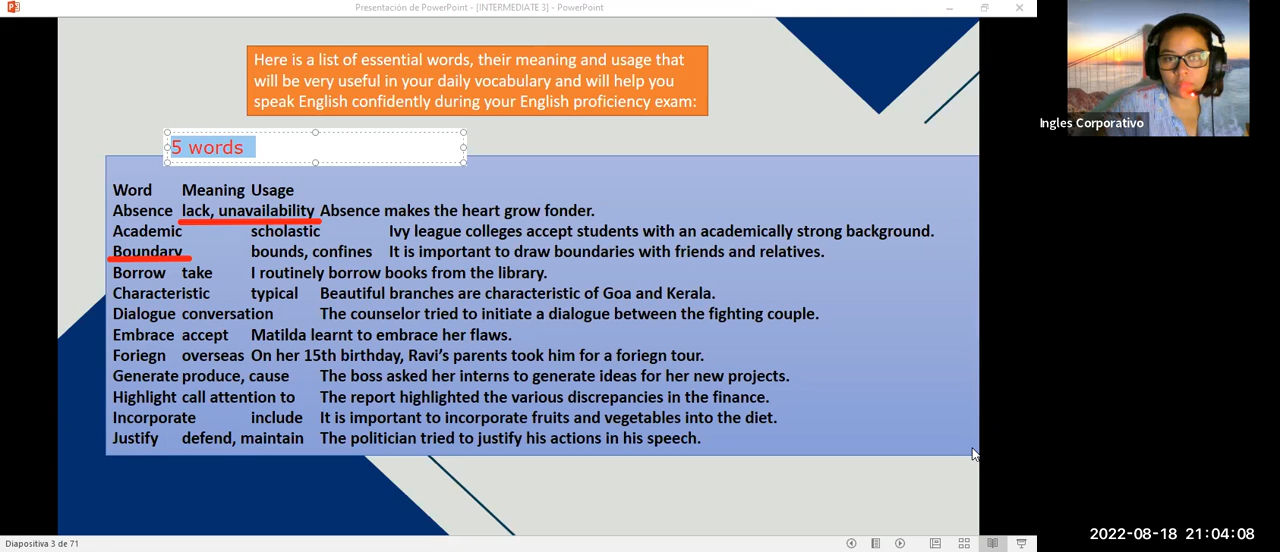 Presentación de PowerPoint - [INTERMEDIATE 3] - PowerPoint
Here is a list of essential words, their meaning and usage that
will be very useful in your daily vocabulary and will help you
speak English confidently during your English proficiency exam:
5 words
Word Meaning Usage
Absence lack, unavailability Absence makes the heart grow fonder.
Academic scholastic Ivy league colleges accept students with an academically strong background.
Boundary bounds, confines It is important to draw boundaries with friends and relatives.
Borrow take I routinely borrow books from the library.
Characteristic typical Beautiful branches are characteristic of Goa and Kerala.
Dialogue conversation The counselor tried to initiate a dialogue between the fighting couple.
Embrace accept Matilda learnt to embrace her flaws.
Foriegn overseas On her 15th birthday, Ravi's parents took him for a foriegn tour.
Generate produce, cause The boss asked her interns to generate ideas for her new projects.
Highlight call attention to The report highlighted the various discrepancies in the finance.
Incorporate include It is important to incorporate fruits and vegetables into the diet.
Justify defend, maintain The politician tried to justify his actions in his speech.
Diapositiva 3 de 71
Ingles Corporativo
2022-08-18 21:04:08